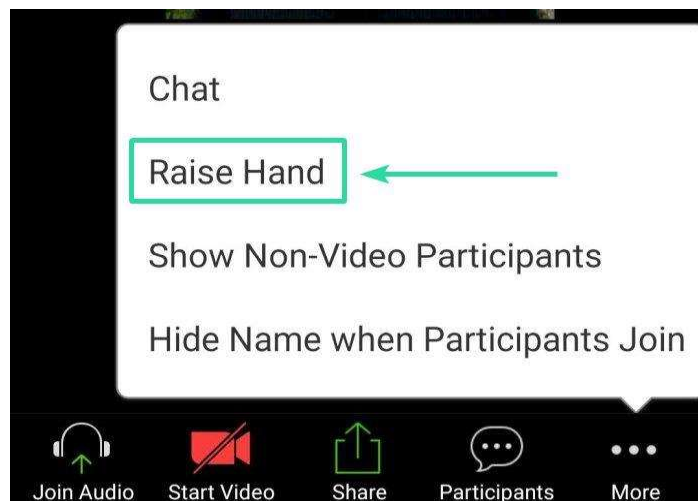 Chat
Raise Hand
Show Non-Video Participants
Hide Name when Participants Join
Join Audio Start Video Share Participants More